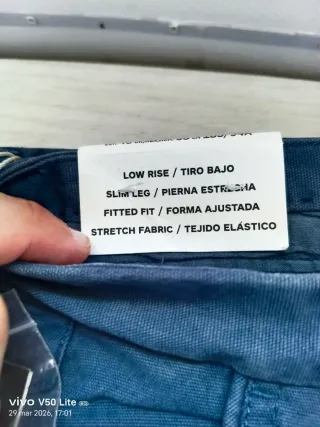 LOW RISE / TIRO BAJO
SLIM LEG / PIERNA ESTRECHA
FITTED FIT / FORMA AJUSTADA
STRETCH FABRIC / TEJIDO ELÁSTICO
vivo V50 Lite 5G
29 mar 2026, 17:01